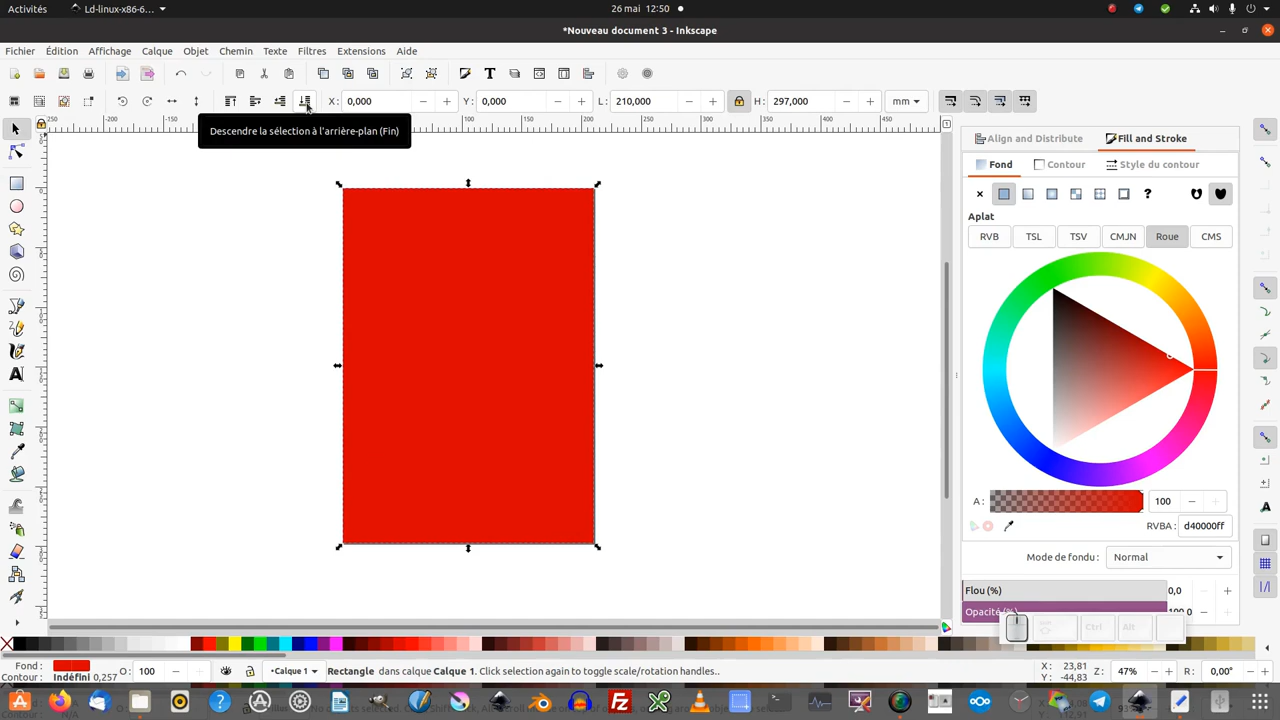 Activités
Ld-linux-x86-6...
26 mai 12:50
*Nouveau document 3 - Inkscape
Fichier Édition Affichage Calque Objet Chemin Texte Filtres Extensions Aide
X : 0,000 Y : 0,000 L : 210,000 H : 297,000 mm
Descendre la sélection à l'arrière-plan (Fin)
Align and Distribute Fill and Stroke
Fond Contour Style du contour
Aplat
RVB TSL TSV CMJN Roue CMS
A : 100
RVBA : d40000ff
Mode de fondu : Normal
Flou (%) 0,0
Opacité (%)
Ctrl Alt
Fond :
Contour : Indéfini 0,257
O : 100
Calque 1
Rectangle dans calque Calque 1. Click selection again to toggle scale/rotation handles..
X : 23,81
Y : -44,83
Z : 47%
R : 0,00°